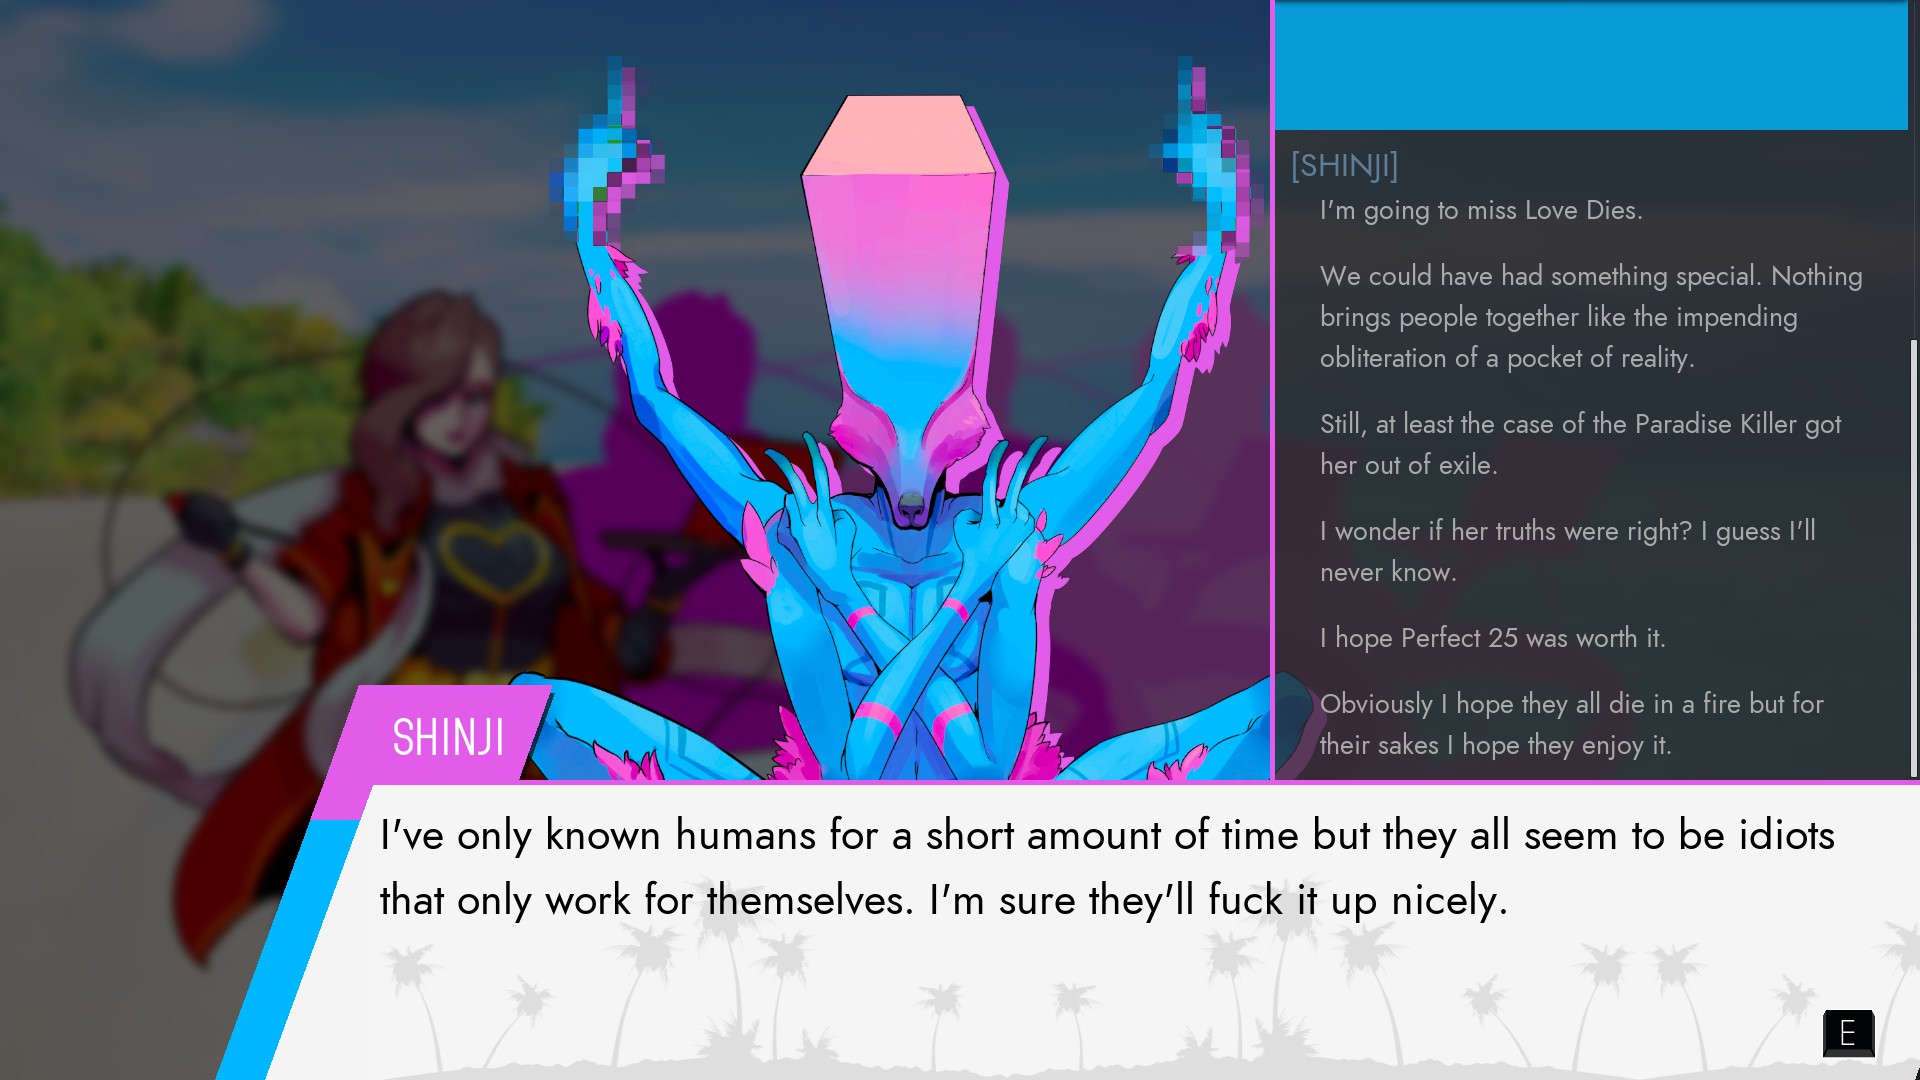 [SHINJI]
I'm going to miss Love Dies.
We could have had something special. Nothing
brings people together like the impending
obliteration of a pocket of reality.
Still, at least the case of the Paradise Killer got
her out of exile.
I wonder if her truths were right? I guess I'll
never know.
I hope Perfect 25 was worth it.
Obviously I hope they all die in a fire but for
their sakes I hope they enjoy it.
SHINJI
I've only known humans for a short amount of time but they all seem to be idiots
that only work for themselves. I'm sure they'll fuck it up nicely.
E